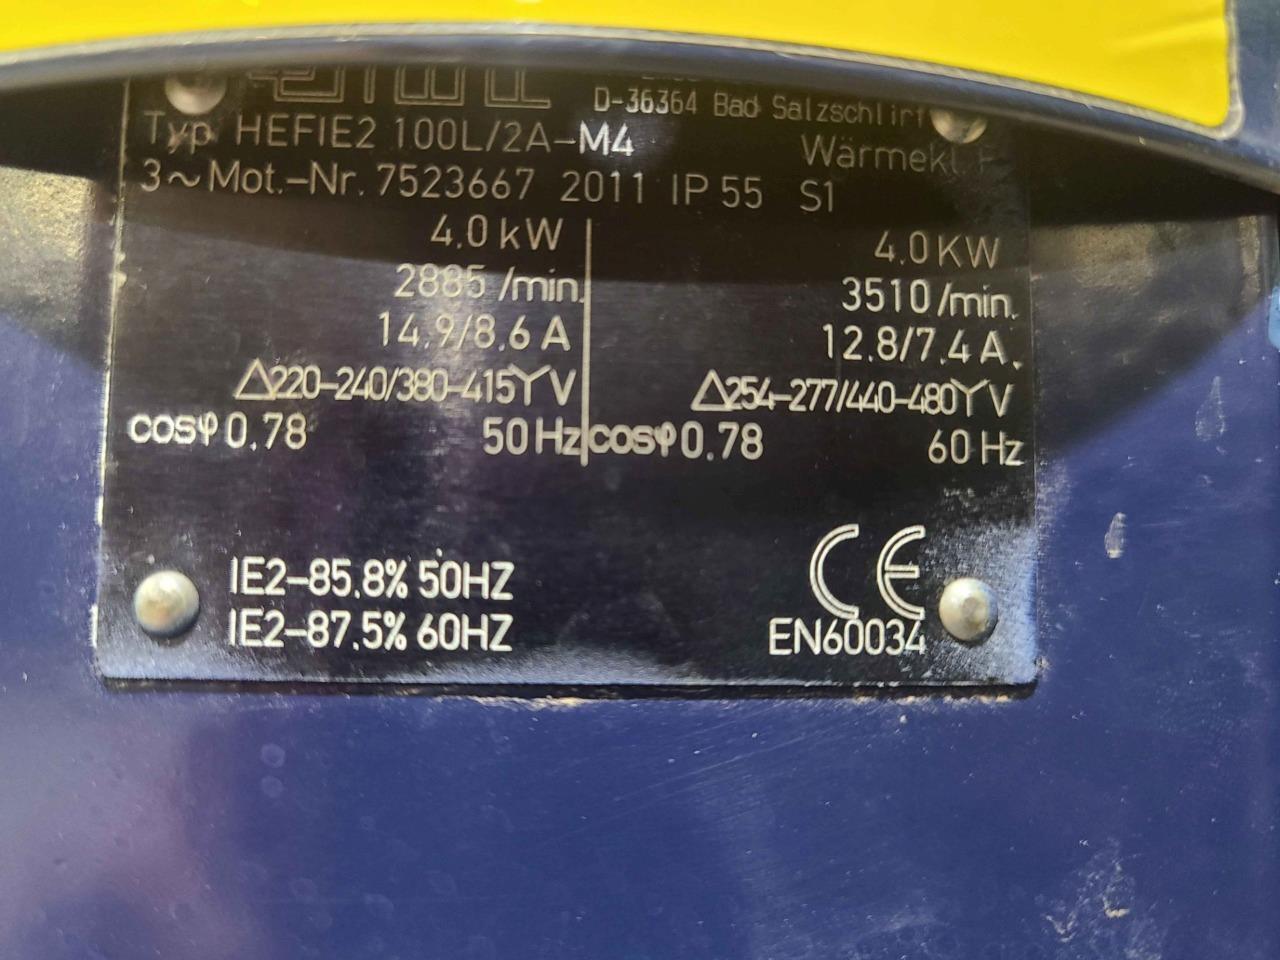 D-36364 Bad Salzschlirf
Typ HEFIE2 100L/2A-M4 Wärmekl. F
3~Mot.-Nr. 7523667 2011 IP 55 S1
4.0 kW
2885 /min.
14.9/8.6 A
△220-240/380-415Y V
cosφ 0.78 50 Hz
4.0 KW
3510 /min.
12.8/7.4 A.
△254-277/440-480Y V
cosφ 0.78 60 Hz
IE2-85.8% 50HZ
IE2-87.5% 60HZ
CE
EN60034